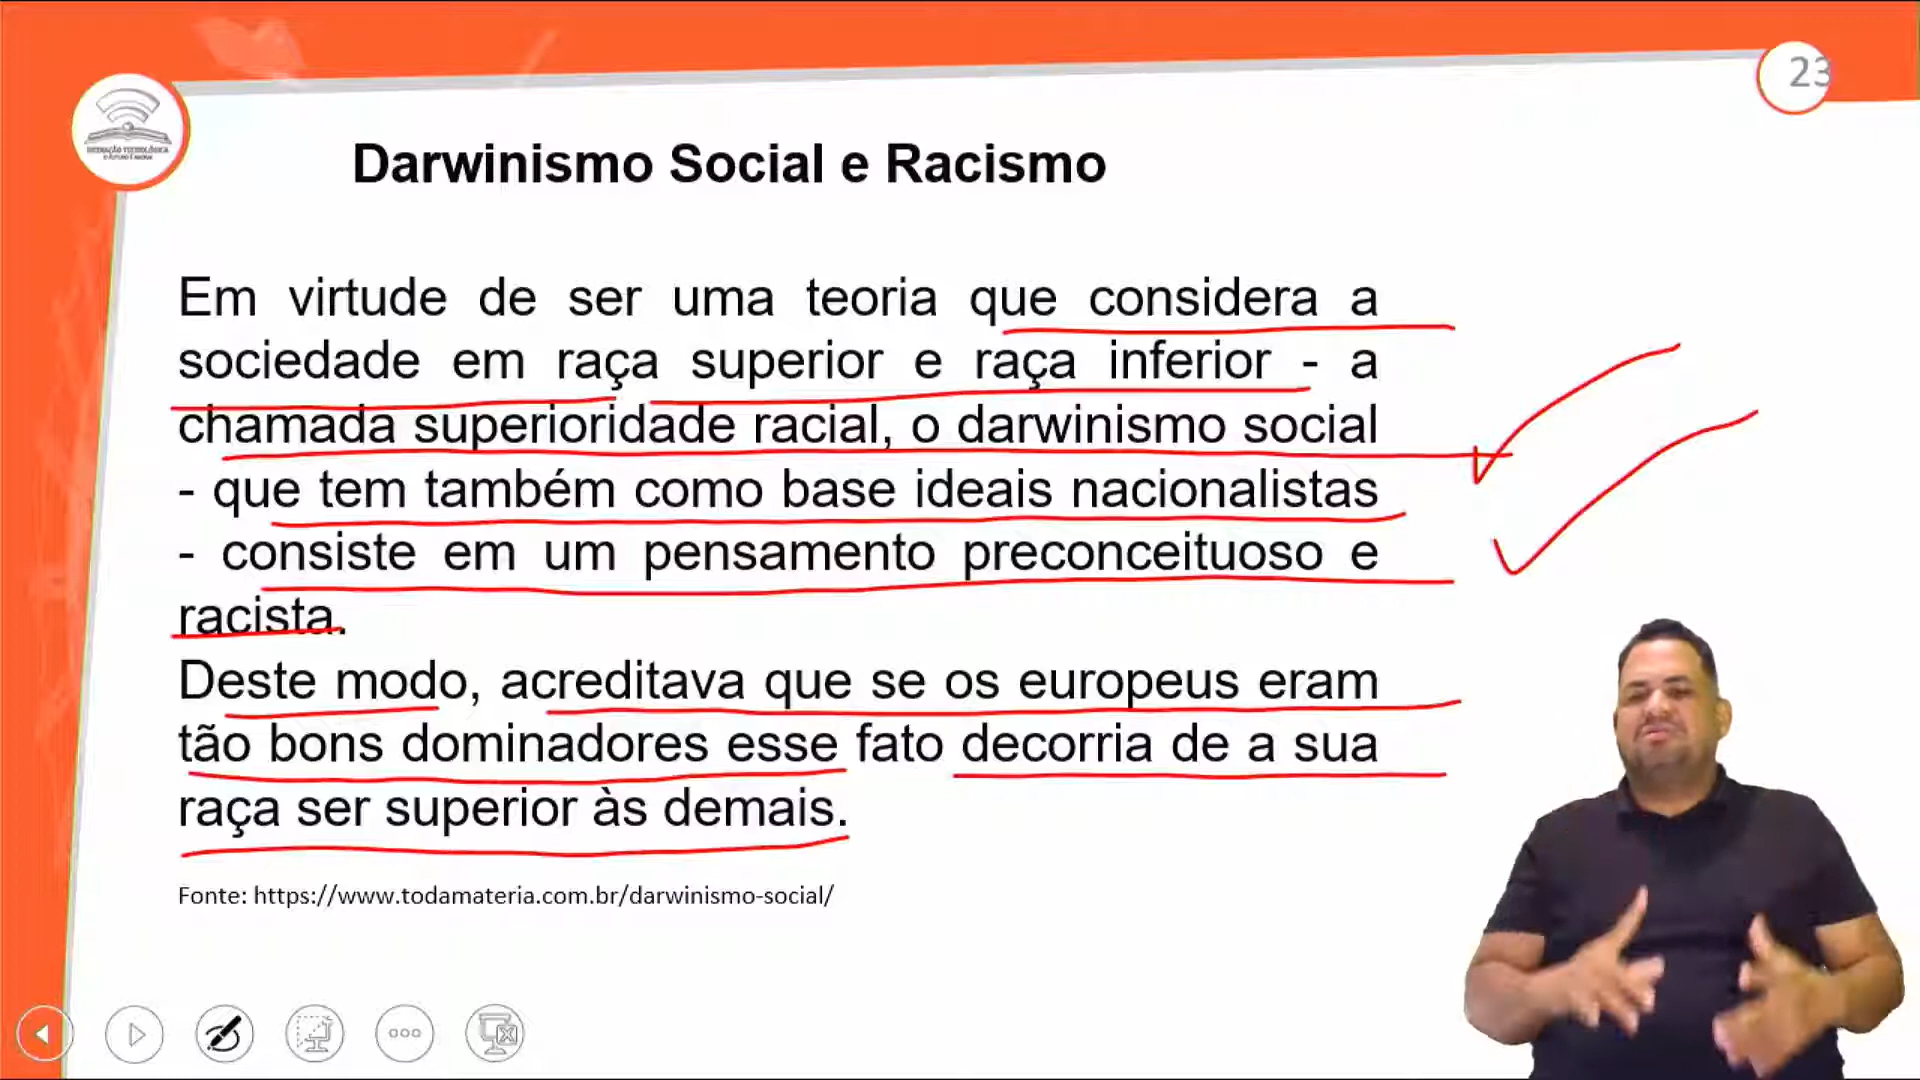 23
MEDIAÇÃO TECNOLÓGICA
Darwinismo Social e Racismo
Em virtude de ser uma teoria que considera a
sociedade em raça superior e raça inferior - a
chamada superioridade racial, o darwinismo social
- que tem também como base ideais nacionalistas
- consiste em um pensamento preconceituoso e
racista.
Deste modo, acreditava que se os europeus eram
tão bons dominadores esse fato decorria de a sua
raça ser superior às demais.
Fonte: https://www.todamateria.com.br/darwinismo-social/